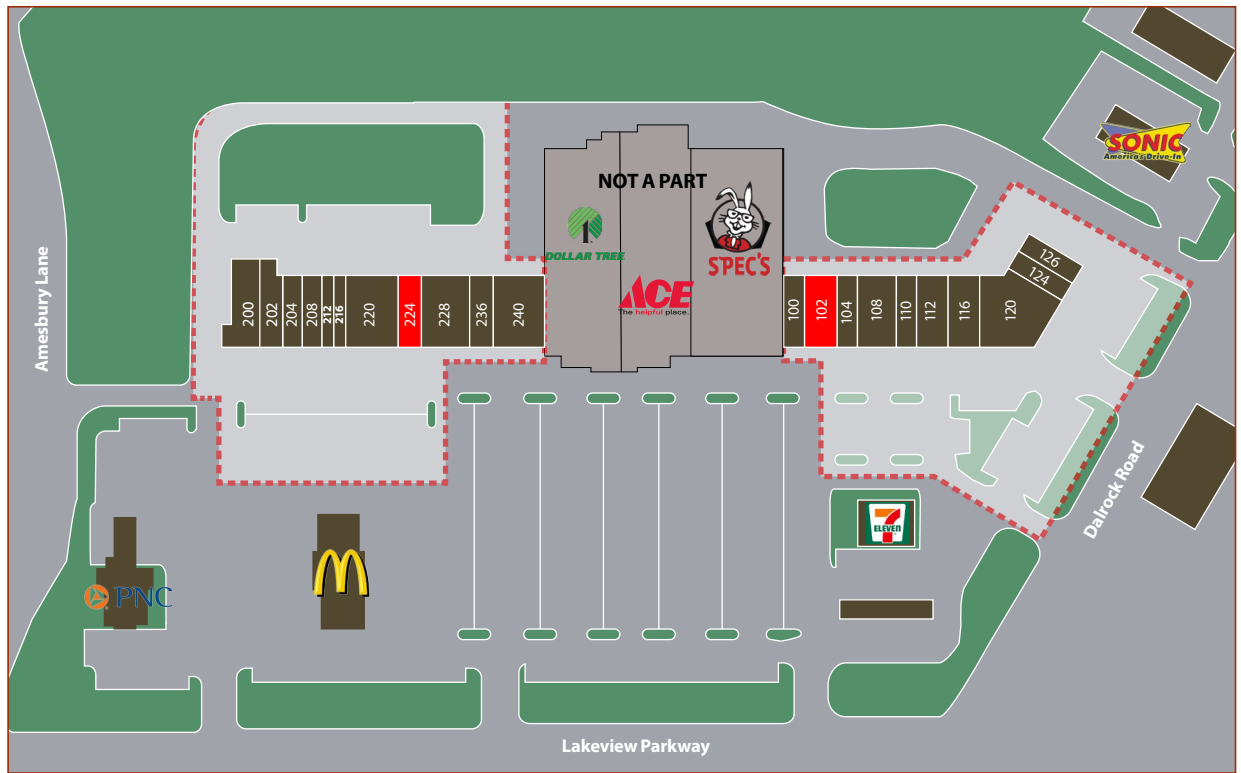 SONIC
America's Drive-In
NOT A PART
1
DOLLAR TREE
SPEC'S
ACE
The helpful place.
Amesbury Lane
200
202
204
208
212
216
220
224
228
236
240
100
102
104
108
110
112
116
120
124
126
Dalrock Road
7
ELEVEN
PNC
M
Lakeview Parkway